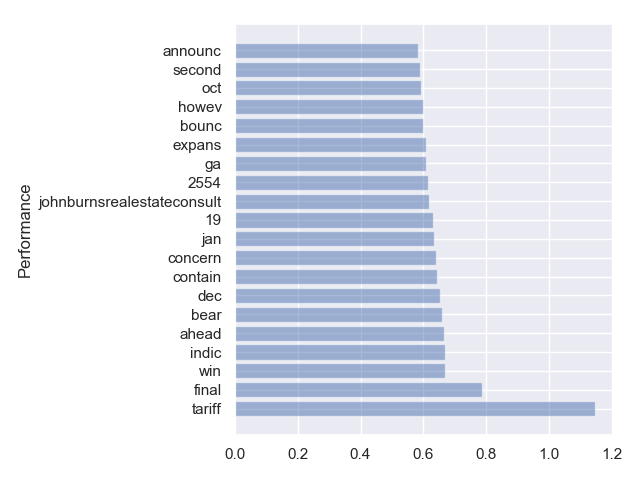 announc
second
oct
howev
bounc
expans
ga
2554
johnburnsrealestateconsult
19
jan
concern
contain
dec
bear
ahead
indic
win
final
tariff
Performance
0.0 0.2 0.4 0.6 0.8 1.0 1.2